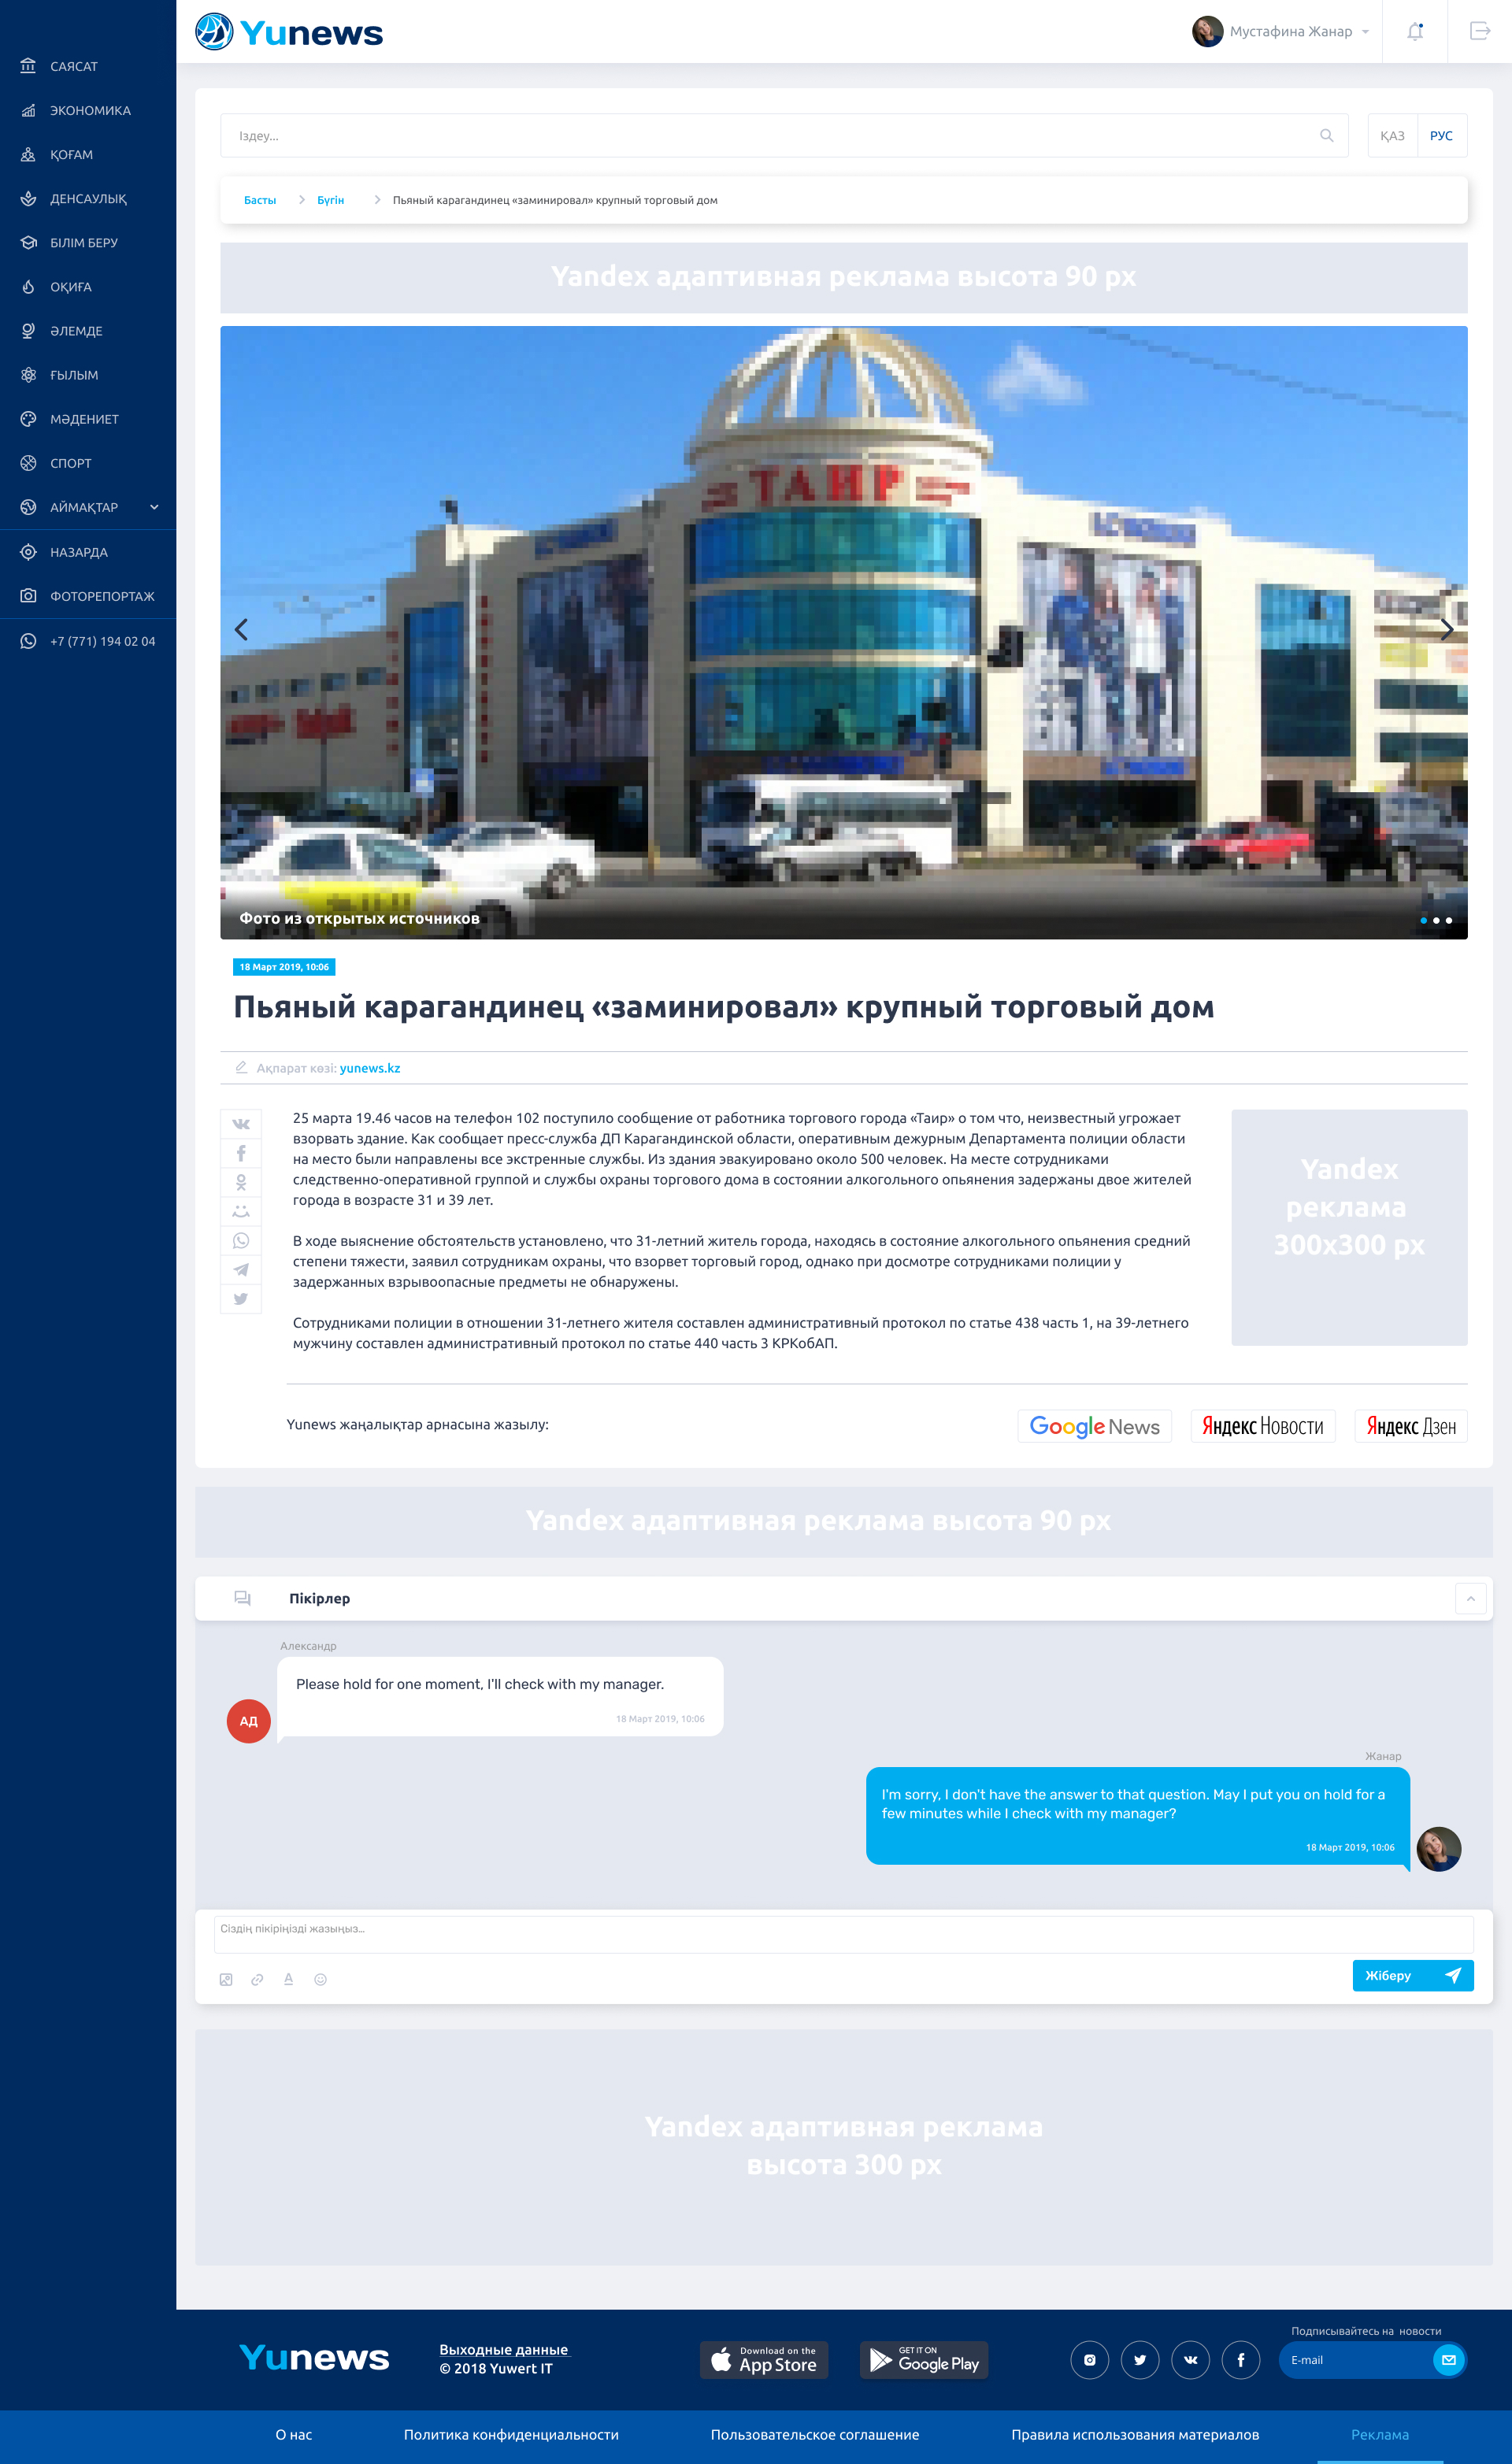 Yunews
Мустафина Жанар
САЯСАТ
ЭКОНОМИКА
ҚОҒАМ
ДЕНСАУЛЫҚ
БІЛІМ БЕРУ
ОҚИҒА
ӘЛЕМДЕ
ҒЫЛЫМ
МӘДЕНИЕТ
СПОРТ
АЙМАҚТАР
НАЗАРДА
ФОТОРЕПОРТАЖ
+7 (771) 194 02 04
Іздеу...
ҚАЗ
РУС
Басты
Бүгін
Пьяный карагандинец «заминировал» крупный торговый дом
Yandex адаптивная реклама высота 90 px
ТАИР
Фото из открытых источников
18 Март 2019, 10:06
Пьяный карагандинец «заминировал» крупный торговый дом
Ақпарат көзі: yunews.kz
25 марта 19.46 часов на телефон 102 поступило сообщение от работника торгового города «Таир» о том что, неизвестный угрожает
взорвать здание. Как сообщает пресс-служба ДП Карагандинской области, оперативным дежурным Департамента полиции области
на место были направлены все экстренные службы. Из здания эвакуировано около 500 человек. На месте сотрудниками
следственно-оперативной группой и службы охраны торгового дома в состоянии алкогольного опьянения задержаны двое жителей
города в возрасте 31 и 39 лет.
В ходе выяснение обстоятельств установлено, что 31-летний житель города, находясь в состояние алкогольного опьянения средний
степени тяжести, заявил сотрудникам охраны, что взорвет торговый город, однако при досмотре сотрудниками полиции у
задержанных взрывоопасные предметы не обнаружены.
Сотрудниками полиции в отношении 31-летнего жителя составлен административный протокол по статье 438 часть 1, на 39-летнего
мужчину составлен административный протокол по статье 440 часть 3 КРКобАП.
Yandex
реклама
300x300 px
Yunews жаңалықтар арнасына жазылу:
Google News
Яндекс Новости
Яндекс Дзен
Yandex адаптивная реклама высота 90 px
Пікірлер
Александр
Please hold for one moment, I'll check with my manager.
18 Март 2019, 10:06
АД
Жанар
I'm sorry, I don't have the answer to that question. May I put you on hold for a
few minutes while I check with my manager?
18 Март 2019, 10:06
Сіздің пікіріңізді жазыңыз...
Жіберу
Yandex адаптивная реклама
высота 300 px
Yunews
Выходные данные
© 2018 Yuwert IT
Download on the
App Store
GET IT ON
Google Play
Подписывайтесь на новости
E-mail
О нас
Политика конфиденциальности
Пользовательское соглашение
Правила использования материалов
Реклама